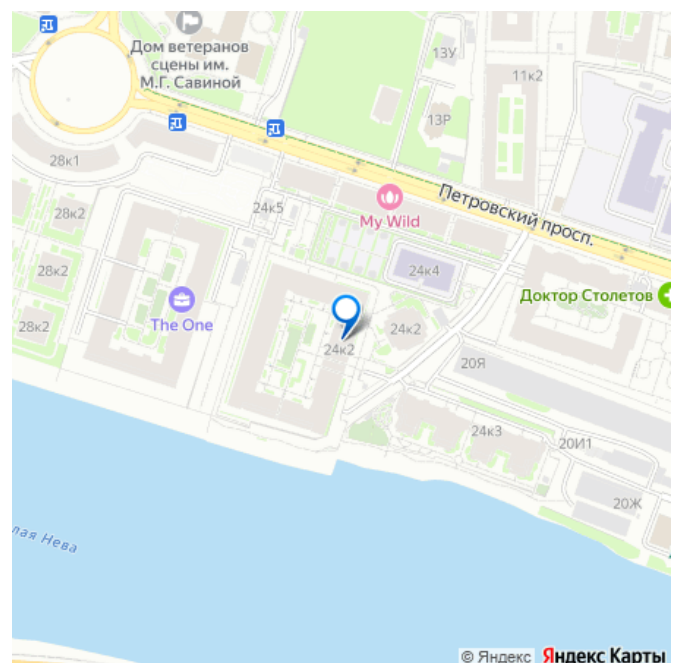 Дом ветеранов
сцены им.
М.Г. Савиной
13У
11к2
13Р
28к1
Петровский просп.
My Wild
24к5
28к2
24к4
28к2
Доктор Столетов
The One
28к2
24к2
24к2
20Я
24к3
20И1
20Ж
лая Нева
© Яндекс Яндекс Карты